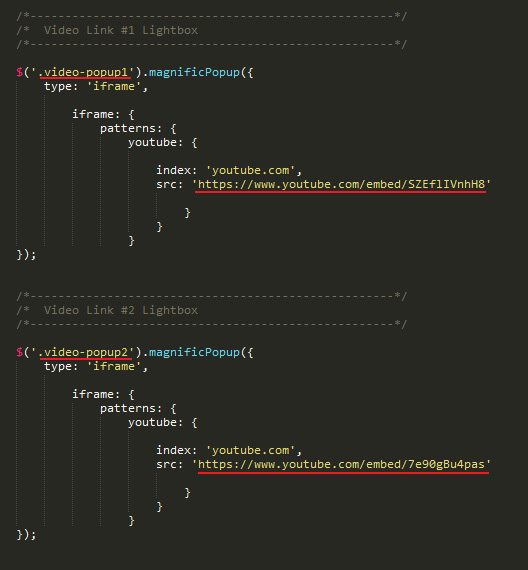 /*----------------------------------------------------*/
/*  Video Link #1 Lightbox
/*----------------------------------------------------*/
$('.video-popup1').magnificPopup({
    type: 'iframe',
        iframe: {
            patterns: {
                youtube: {
                    index: 'youtube.com',
                    src: 'https://www.youtube.com/embed/SZEflIVnhH8'
                        }
                    }
                }
});
/*----------------------------------------------------*/
/*  Video Link #2 Lightbox
/*----------------------------------------------------*/
$('.video-popup2').magnificPopup({
    type: 'iframe',
        iframe: {
            patterns: {
                youtube: {
                    index: 'youtube.com',
                    src: 'https://www.youtube.com/embed/7e90gBu4pas'
                        }
                    }
                }
});